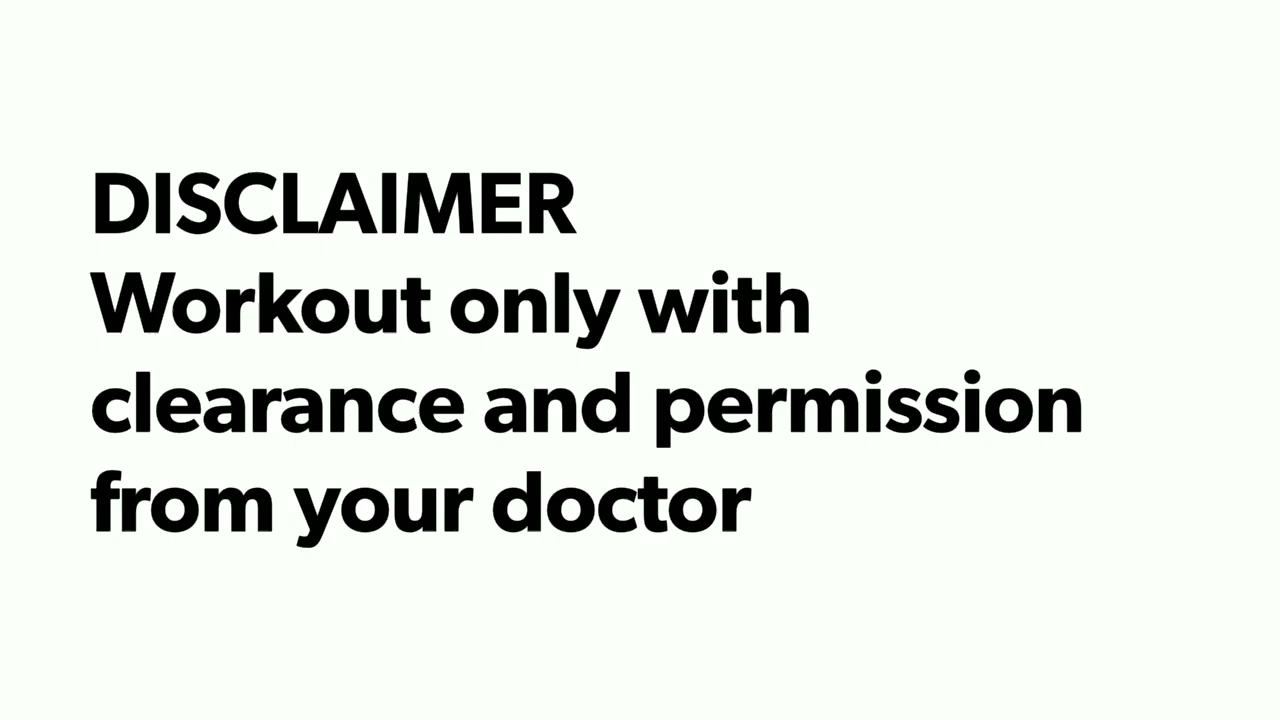 DISCLAIMER
Workout only with
clearance and permission
from your doctor